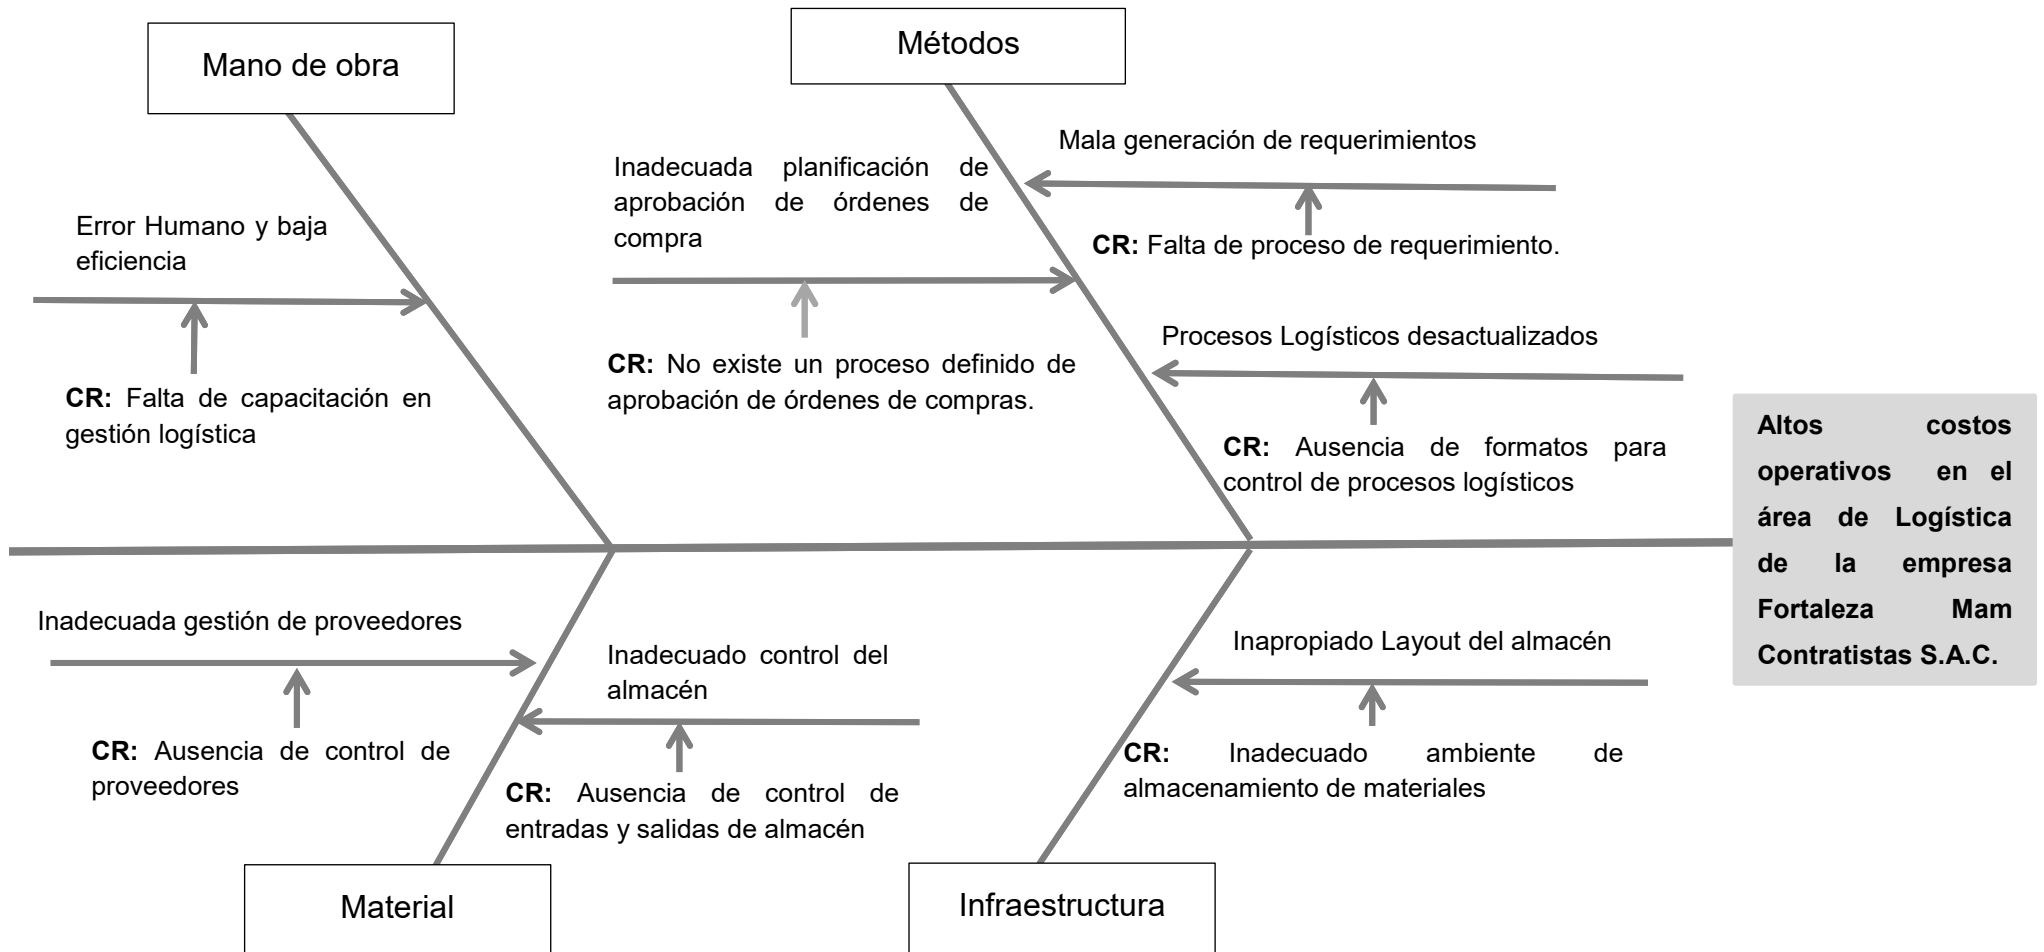 Mano de obra
Métodos
Error Humano y baja
eficiencia
CR: Falta de capacitación en
gestión logística
Inadecuada planificación de
aprobación de órdenes de
compra
CR: No existe un proceso definido de
aprobación de órdenes de compras.
Mala generación de requerimientos
CR: Falta de proceso de requerimiento.
Procesos Logísticos desactualizados
CR: Ausencia de formatos para
control de procesos logísticos
Altos costos
operativos en el
área de Logística
de la empresa
Fortaleza Mam
Contratistas S.A.C.
Inadecuada gestión de proveedores
CR: Ausencia de control de
proveedores
Inadecuado control del
almacén
CR: Ausencia de control de
entradas y salidas de almacén
Inapropiado Layout del almacén
CR: Inadecuado ambiente de
almacenamiento de materiales
Material
Infraestructura